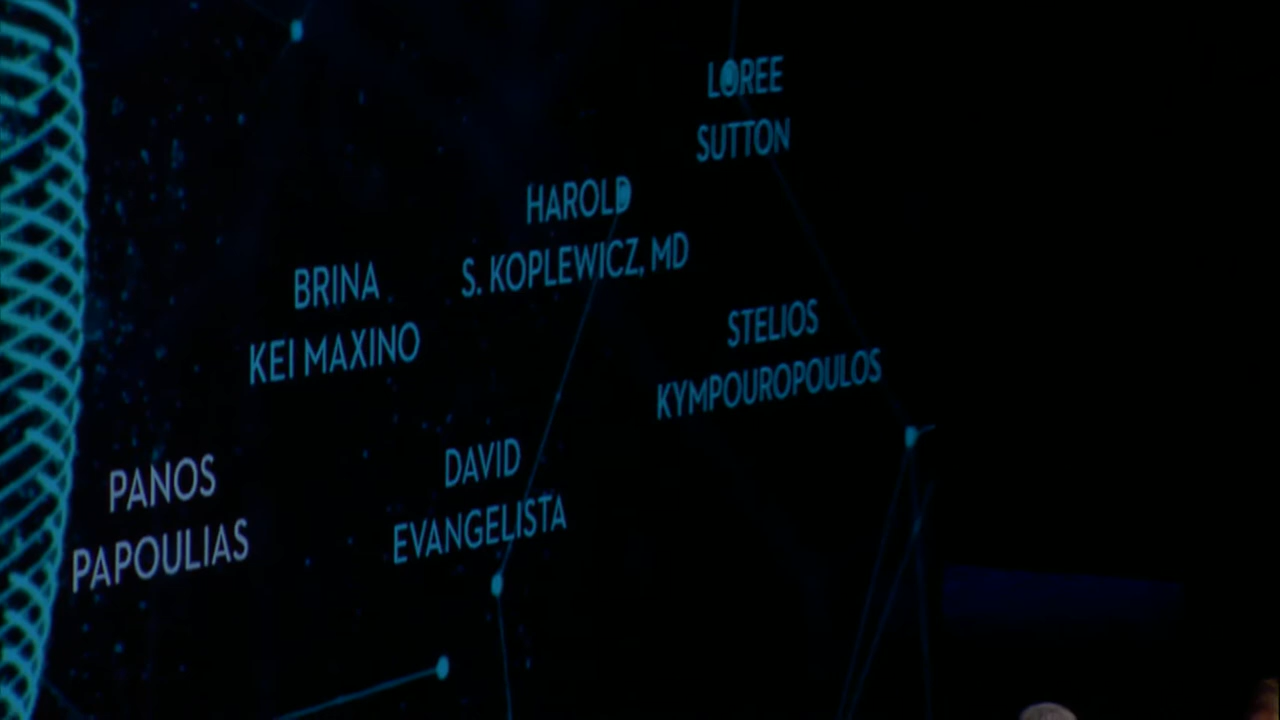 LOREE
SUTTON
HAROLD
S. KOPLEWICZ, MD
BRINA
KEI MAXINO
STELIOS
KYMPOUROPOULOS
DAVID
EVANGELISTA
PANOS
PAPOULIAS